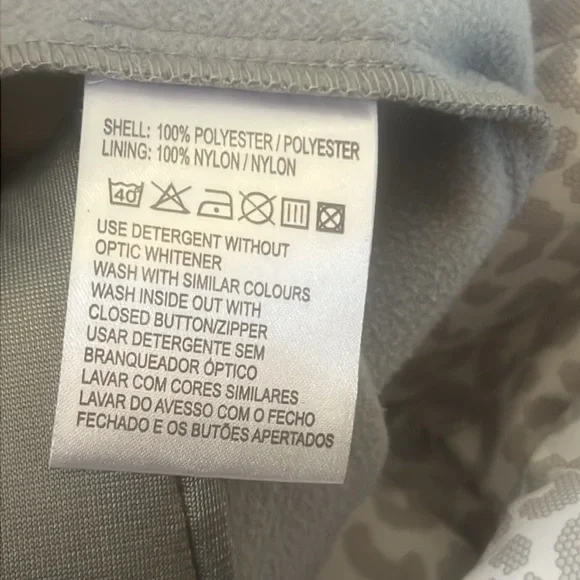 SHELL: 100% POLYESTER / POLYESTER
LINING: 100% NYLON / NYLON
40
USE DETERGENT WITHOUT
OPTIC WHITENER
WASH WITH SIMILAR COLOURS
WASH INSIDE OUT WITH
CLOSED BUTTON/ZIPPER
USAR DETERGENTE SEM
BRANQUEADOR ÓPTICO
LAVAR COM CORES SIMILARES
LAVAR DO AVESSO COM O FECHO
FECHADO E OS BUTÕES APERTADOS